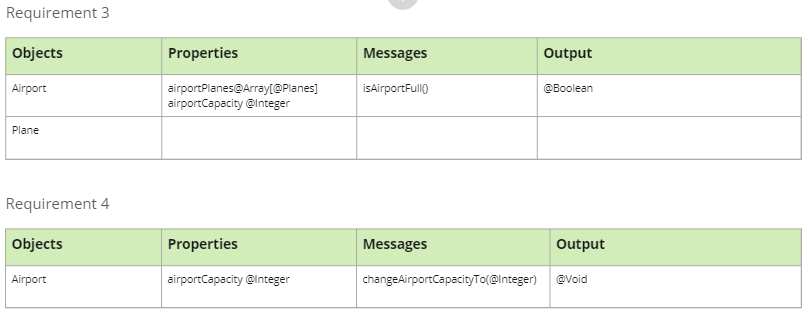 Requirement 3
Objects Properties Messages Output
Airport airportPlanes@Array[@Planes] isAirportFull() @Boolean
airportCapacity @Integer
Plane
Requirement 4
Objects Properties Messages Output
Airport airportCapacity @Integer changeAirportCapacityTo(@Integer) @Void